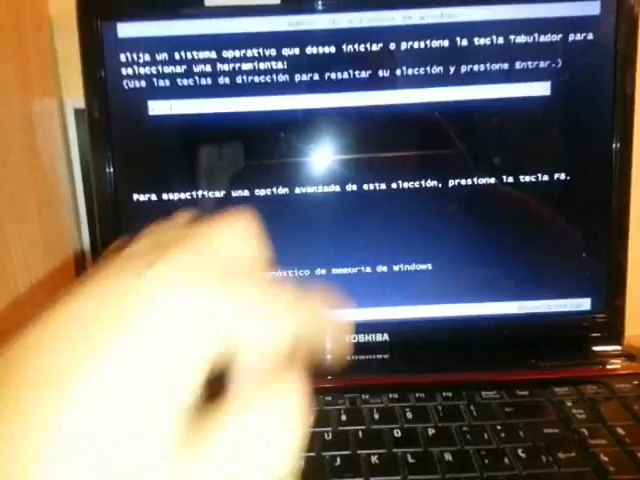 Elija un sistema operativo que desee iniciar o presione la tecla Tabulador para
seleccionar una herramienta:
(Use las teclas de dirección para resaltar su elección y presione Entrar.)
Para especificar una opción avanzada de esta elección, presione la tecla F8.
nóstico de memoria de Windows
TOSHIBA
U I O P
J K L Ñ